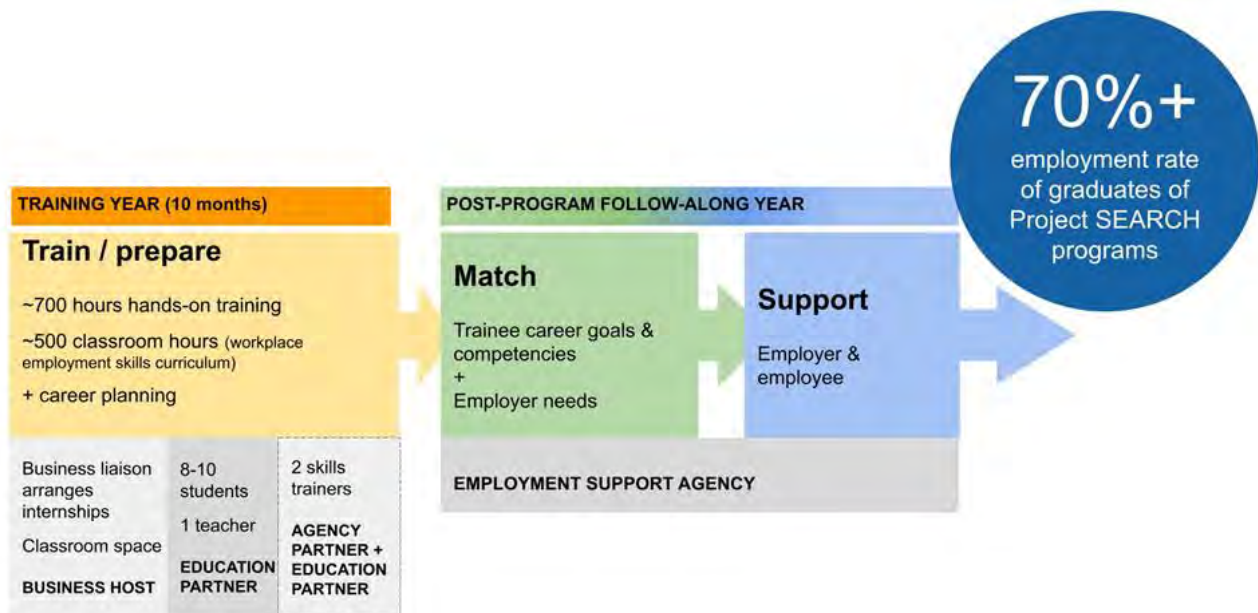 TRAINING YEAR (10 months)
Train / prepare
~700 hours hands-on training
~500 classroom hours (workplace
employment skills curriculum)
+ career planning
Business liaison
arranges
internships
Classroom space
BUSINESS HOST
8-10
students
1 teacher
EDUCATION
PARTNER
2 skills
trainers
AGENCY
PARTNER +
EDUCATION
PARTNER
POST-PROGRAM FOLLOW-ALONG YEAR
Match
Trainee career goals &
competencies
+
Employer needs
Support
Employer &
employee
EMPLOYMENT SUPPORT AGENCY
70%+
employment rate
of graduates of
Project SEARCH
programs